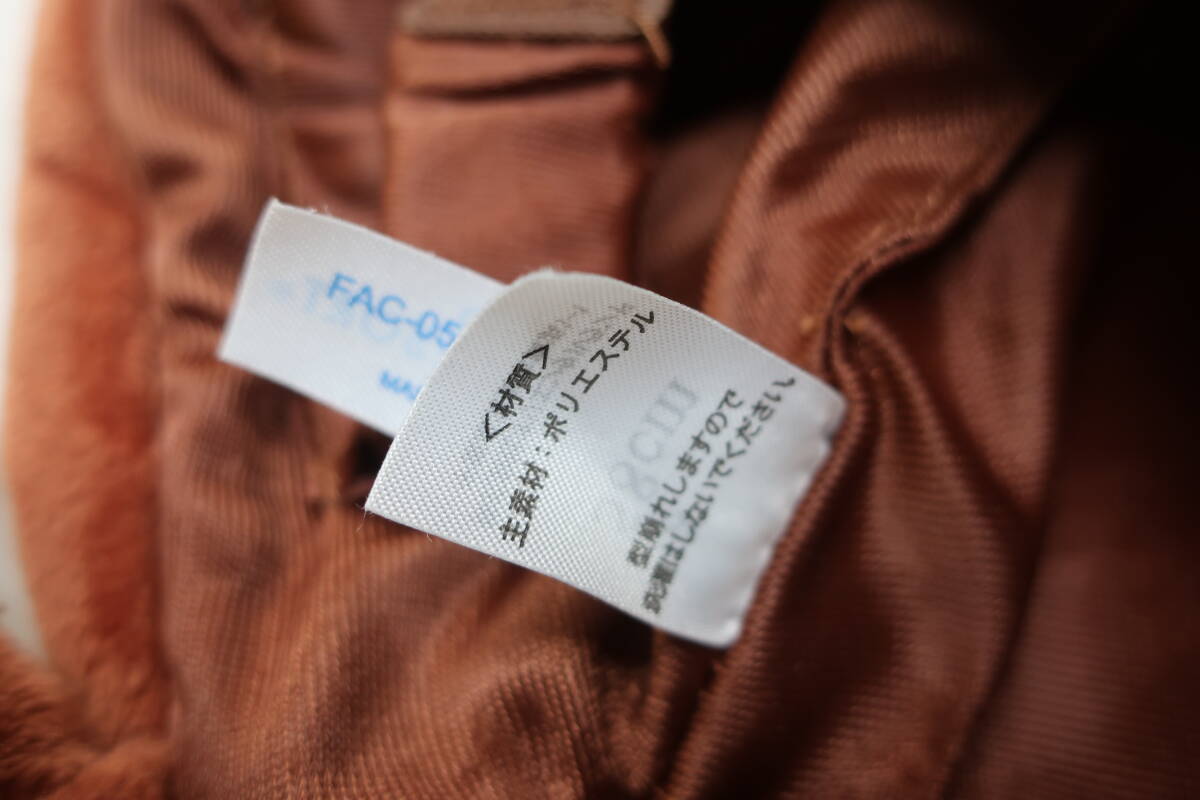 FAC-05
<材質>
主素材：ポリエステル
8cm
型崩れしますので
洗濯はしないでください